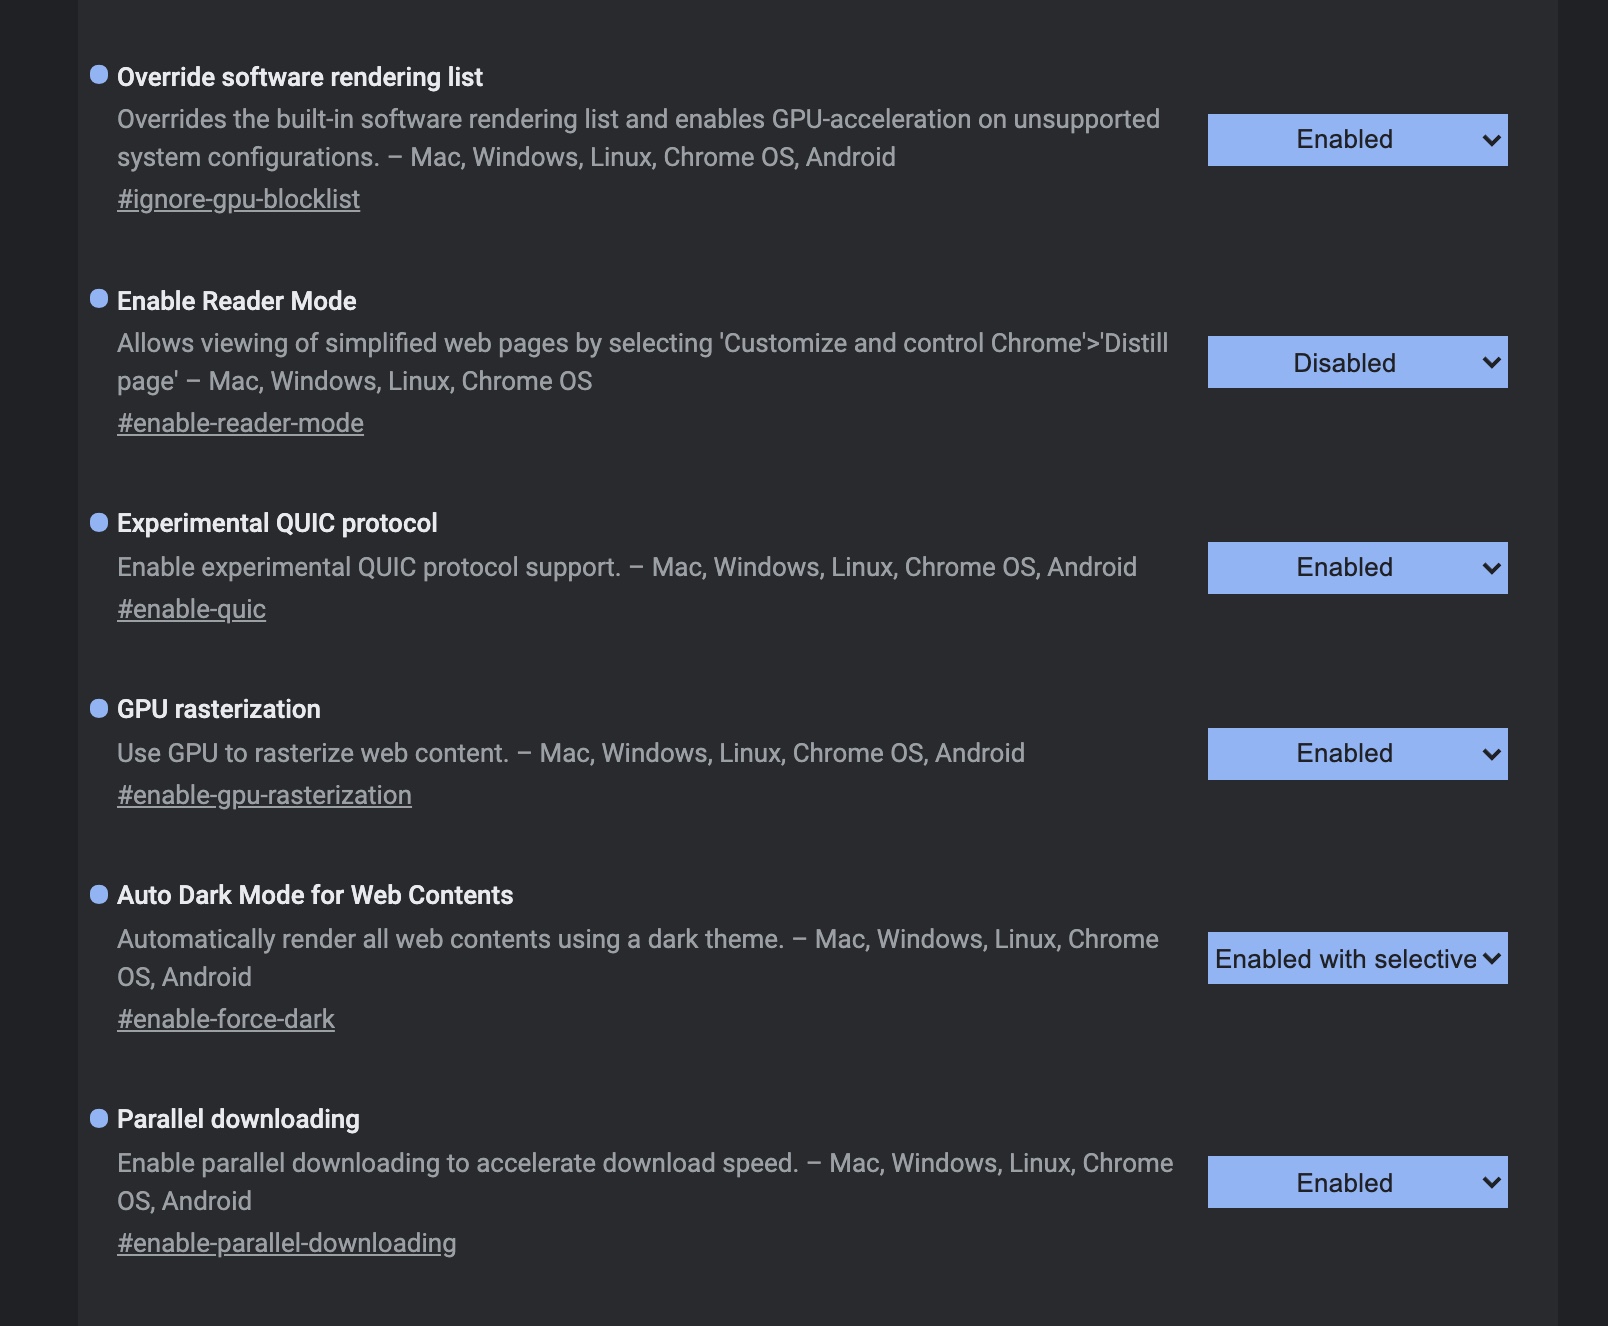 Override software rendering list
Overrides the built-in software rendering list and enables GPU-acceleration on unsupported
system configurations. – Mac, Windows, Linux, Chrome OS, Android
Enabled
#ignore-gpu-blocklist
Enable Reader Mode
Allows viewing of simplified web pages by selecting 'Customize and control Chrome'>'Distill
page' – Mac, Windows, Linux, Chrome OS
Disabled
#enable-reader-mode
Experimental QUIC protocol
Enable experimental QUIC protocol support. – Mac, Windows, Linux, Chrome OS, Android
Enabled
#enable-quic
GPU rasterization
Use GPU to rasterize web content. – Mac, Windows, Linux, Chrome OS, Android
Enabled
#enable-gpu-rasterization
Auto Dark Mode for Web Contents
Automatically render all web contents using a dark theme. – Mac, Windows, Linux, Chrome
OS, Android
Enabled with selective
#enable-force-dark
Parallel downloading
Enable parallel downloading to accelerate download speed. – Mac, Windows, Linux, Chrome
OS, Android
Enabled
#enable-parallel-downloading